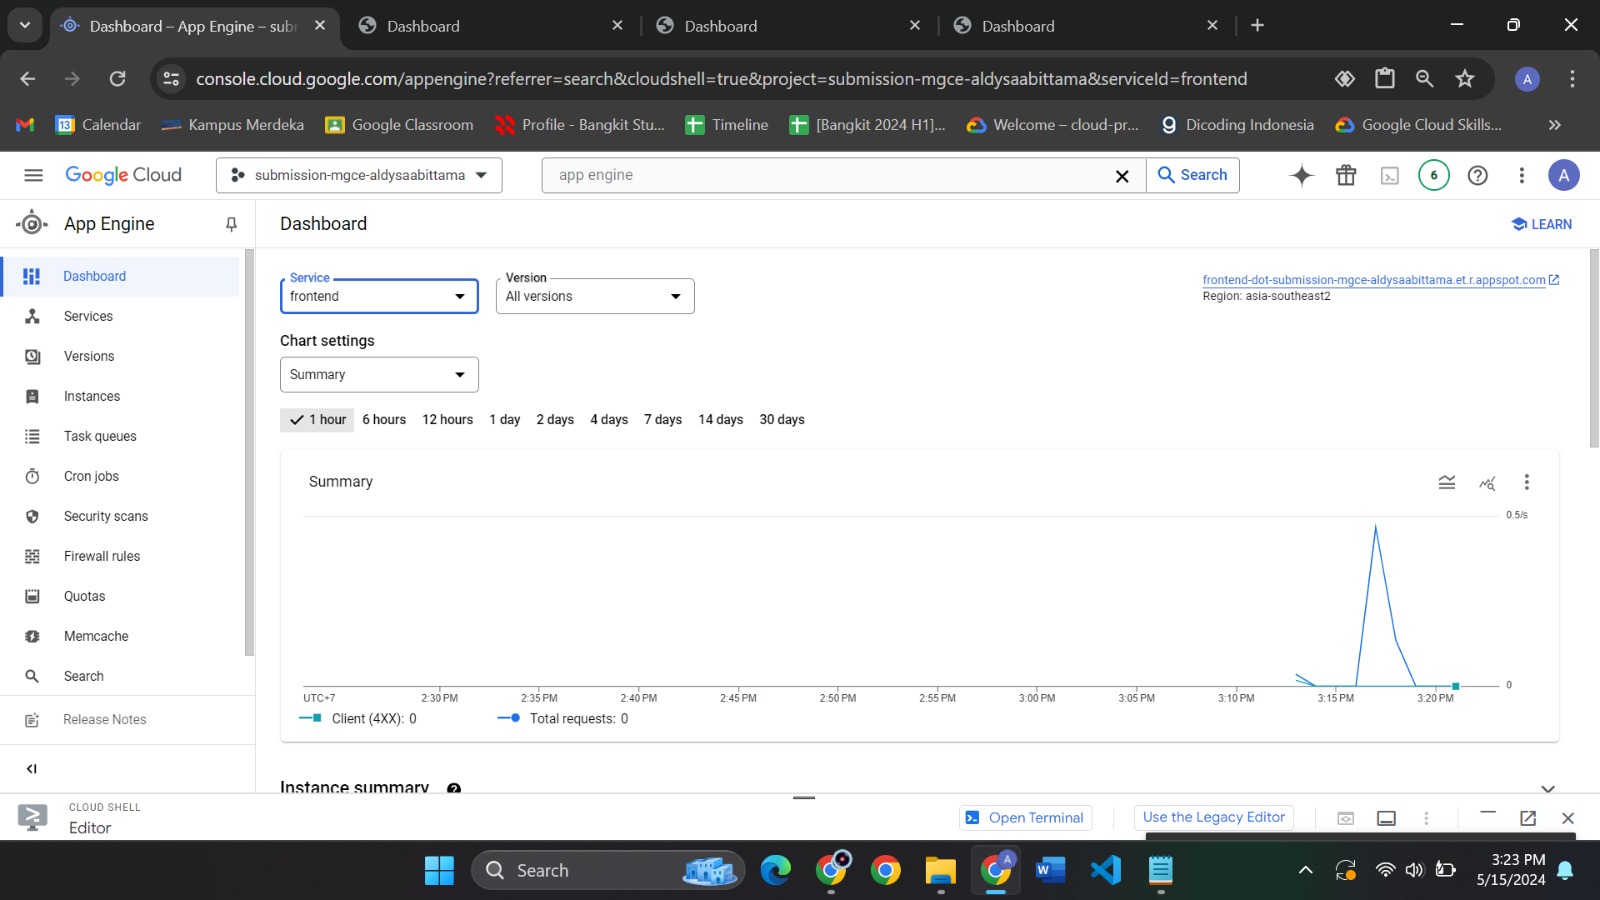 Dashboard – App Engine – sub
Dashboard
Dashboard
Dashboard
console.cloud.google.com/appengine?referrer=search&cloudshell=true&project=submission-mgce-aldysaabittama&serviceId=frontend
A
13 Calendar
Kampus Merdeka
Google Classroom
Profile - Bangkit Stu...
Timeline
[Bangkit 2024 H1]...
Welcome – cloud-pr...
Dicoding Indonesia
Google Cloud Skills...
Google Cloud
submission-mgce-aldysaabittama
app engine
Search
6
A
App Engine
Dashboard
LEARN
Dashboard
Services
Versions
Instances
Task queues
Cron jobs
Security scans
Firewall rules
Quotas
Memcache
Search
Release Notes
Service
frontend
Version
All versions
frontend-dot-submission-mgce-aldysaabittama.et.r.appspot.com
Region: asia-southeast2
Chart settings
Summary
1 hour 6 hours 12 hours 1 day 2 days 4 days 7 days 14 days 30 days
Summary
0.5/s
0
UTC+7 2:30 PM 2:35 PM 2:40 PM 2:45 PM 2:50 PM 2:55 PM 3:00 PM 3:05 PM 3:10 PM 3:15 PM 3:20 PM
Client (4XX): 0 Total requests: 0
Instance summary
CLOUD SHELL
Editor
Open Terminal
Use the Legacy Editor
Search
A
W
3:23 PM
5/15/2024